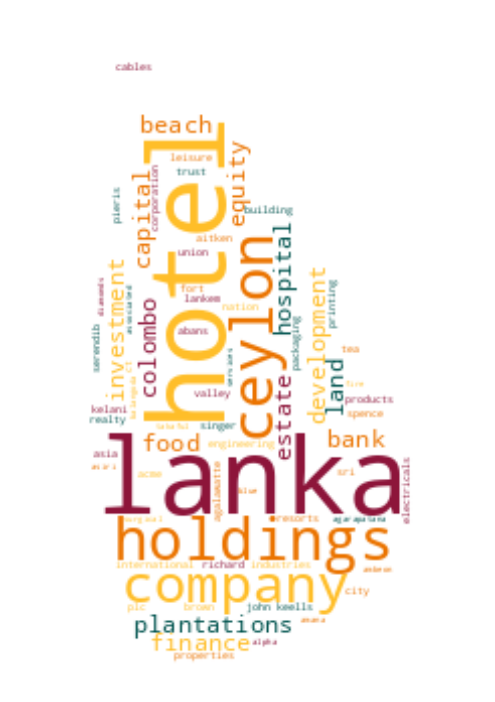 cables
beach
hotel
leisure
trust
equity
capital
corporation
pieris
building
aitken
union
hospital
ceylon
investment
development
diamonds
associated
fort
lankem
nation
printing
colombo
serendib
abans
services
packaging
tea
land
estate
valley
products
kelani
realty
singer
spence
food
engineering
bank
lanka
asia
asiri
acme
agalawatte
sri
electricals
blue
resorts
agarapatana
holdings
international
richard
industries
company
city
plc
brown
john keells
plantations
finance
alpha
properties